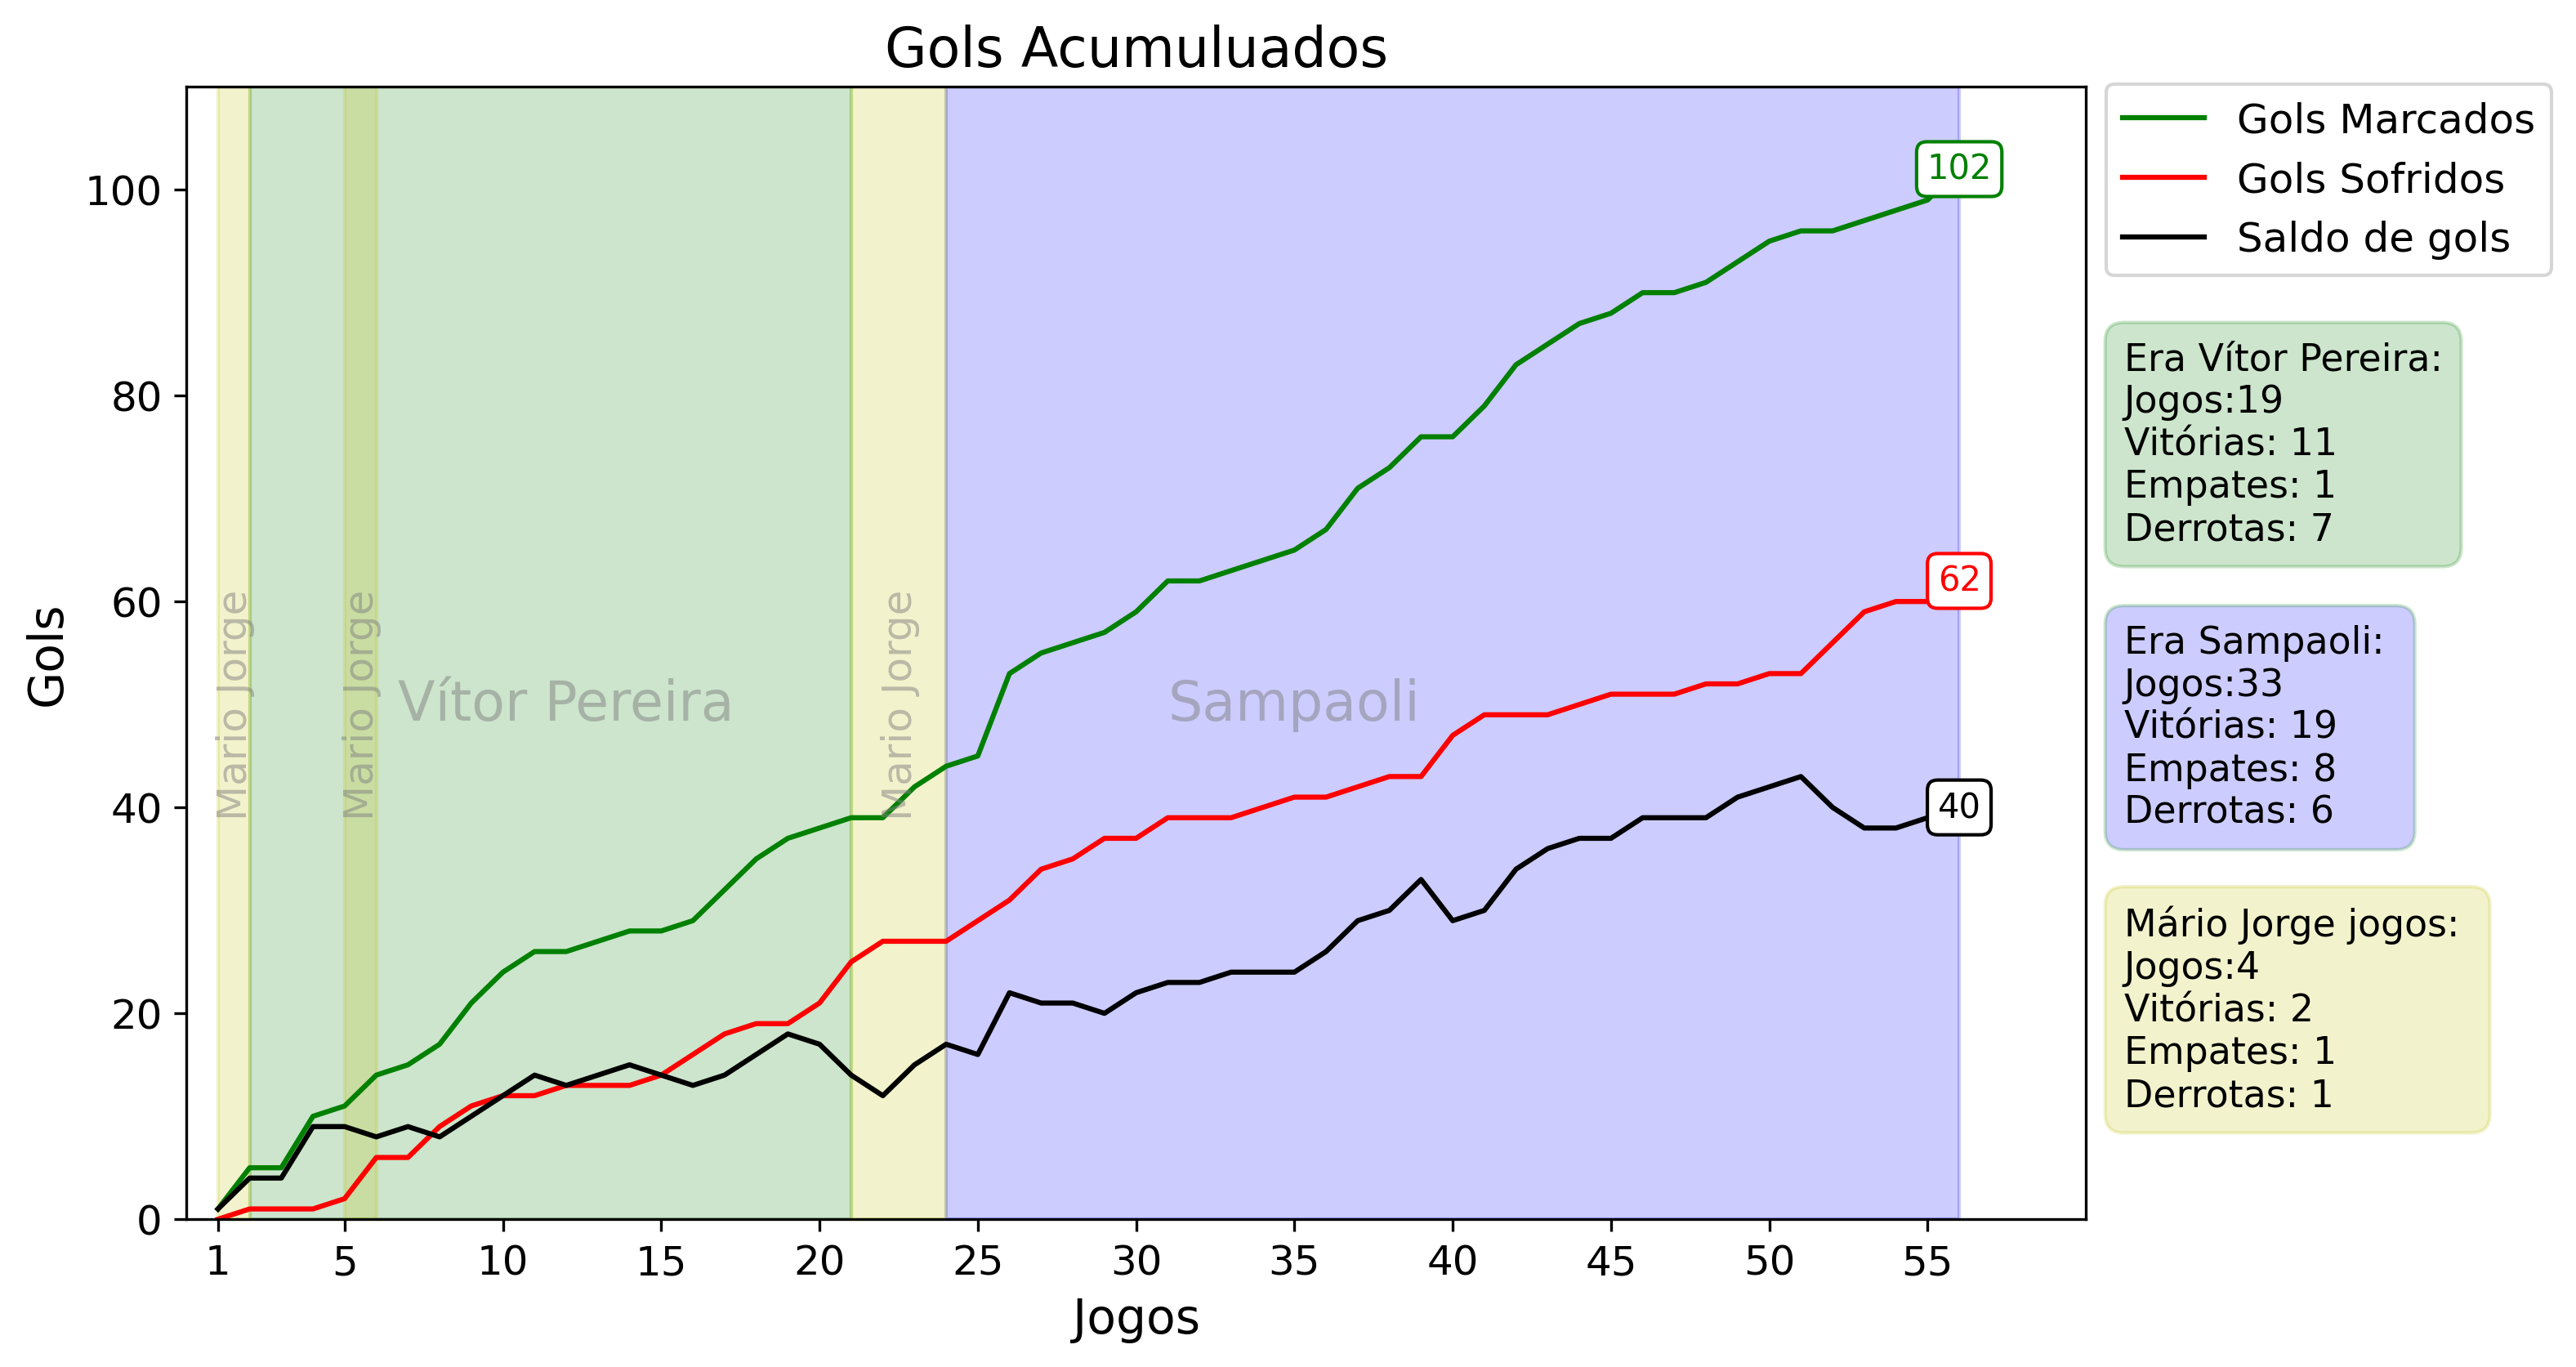 Gols Acumuluados
Gols
100
80
60
40
20
0
1 5 10 15 20 25 30 35 40 45 50 55
Jogos
Mario Jorge
Mario Jorge
Vítor Pereira
Mario Jorge
Sampaoli
102
62
40
Gols Marcados
Gols Sofridos
Saldo de gols
Era Vítor Pereira:
Jogos:19
Vitórias: 11
Empates: 1
Derrotas: 7
Era Sampaoli:
Jogos:33
Vitórias: 19
Empates: 8
Derrotas: 6
Mário Jorge jogos:
Jogos:4
Vitórias: 2
Empates: 1
Derrotas: 1